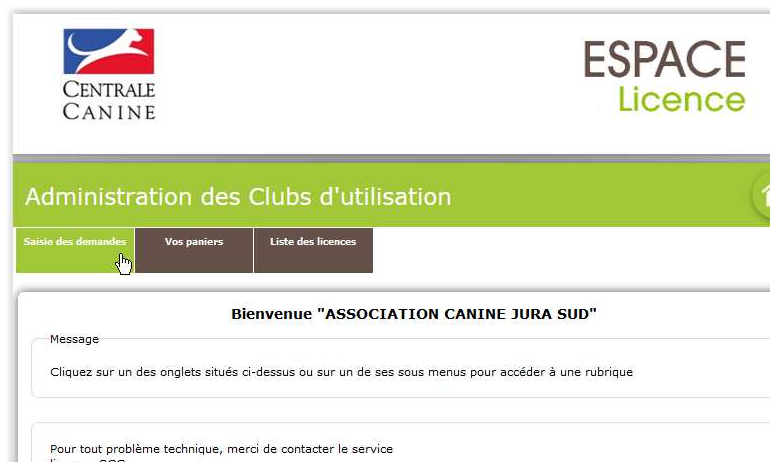 CENTRALE
CANINE
ESPACE
Licence
Administration des Clubs d'utilisation
Saisie des demandes
Vos paniers
Liste des licences
Bienvenue "ASSOCIATION CANINE JURA SUD"
Message
Cliquez sur un des onglets situés ci-dessus ou sur un de ses sous menus pour accéder à une rubrique
Pour tout problème technique, merci de contacter le service